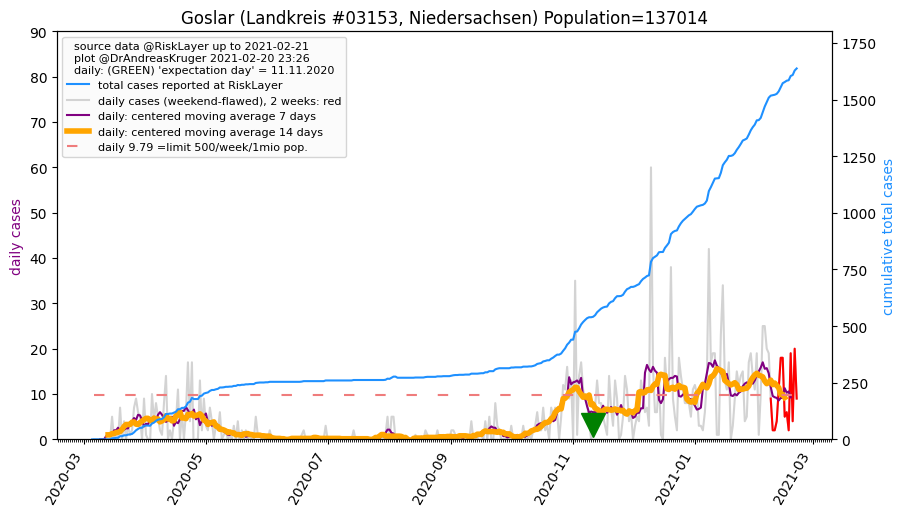 Goslar (Landkreis #03153, Niedersachsen) Population=137014
source data @RiskLayer up to 2021-02-21
plot @DrAndreasKruger 2021-02-20 23:26
daily: (GREEN) 'expectation day' = 11.11.2020
total cases reported at RiskLayer
daily cases (weekend-flawed), 2 weeks: red
daily: centered moving average 7 days
daily: centered moving average 14 days
daily 9.79 =limit 500/week/1mio pop.
daily cases
90
80
70
60
50
40
30
20
10
0
1750
1500
1250
1000
750
500
250
0
cumulative total cases
2020-03
2020-05
2020-07
2020-09
2020-11
2021-01
2021-03